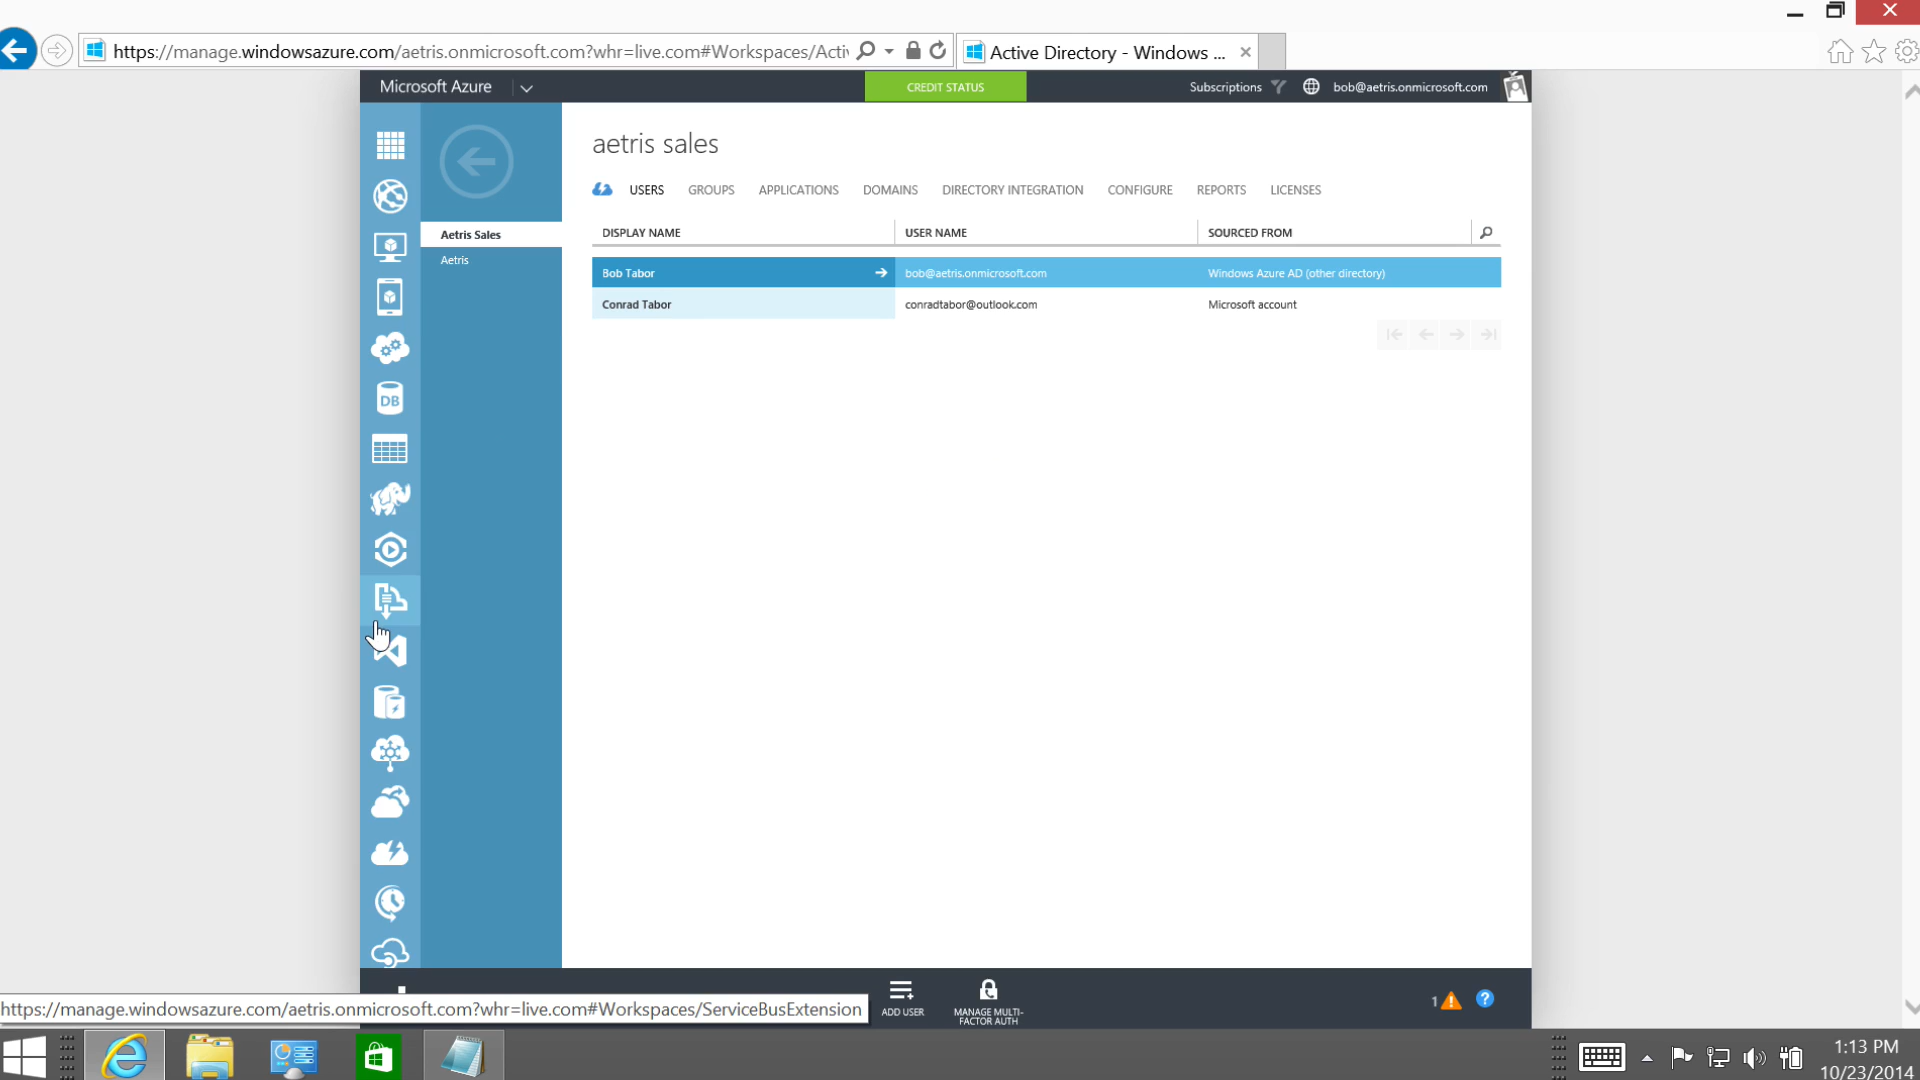 https://manage.windowsazure.com/aetris.onmicrosoft.com?whr=live.com#Workspaces/Activ
Active Directory - Windows ...
Microsoft Azure
CREDIT STATUS
Subscriptions
bob@aetris.onmicrosoft.com
aetris sales
USERS GROUPS APPLICATIONS DOMAINS DIRECTORY INTEGRATION CONFIGURE REPORTS LICENSES
Aetris Sales
Aetris
DISPLAY NAME USER NAME SOURCED FROM
Bob Tabor bob@aetris.onmicrosoft.com Windows Azure AD (other directory)
Conrad Tabor conradtabor@outlook.com Microsoft account
DB
https://manage.windowsazure.com/aetris.onmicrosoft.com?whr=live.com#Workspaces/ServiceBusExtension
ADD USER
MANAGE MULTI-
FACTOR AUTH
1
1:13 PM
10/23/2014